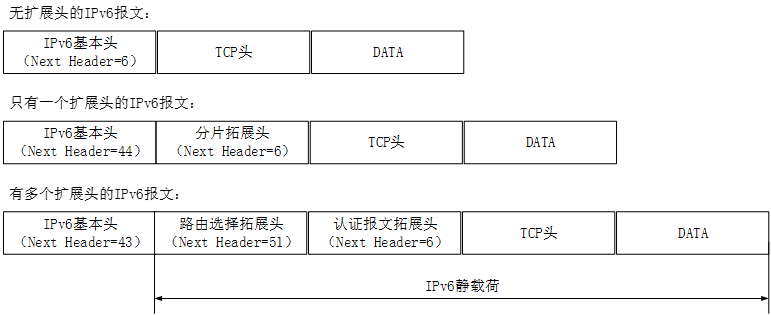 无扩展头的IPv6报文:
IPv6基本头 TCP头 DATA
(Next Header=6)
只有一个扩展头的IPv6报文:
IPv6基本头 分片拓展头 TCP头 DATA
(Next Header=44) (Next Header=6)
有多个扩展头的IPv6报文:
IPv6基本头 路由选择拓展头 认证报文拓展头 TCP头 DATA
(Next Header=43) (Next Header=51) (Next Header=6)
IPv6静载荷